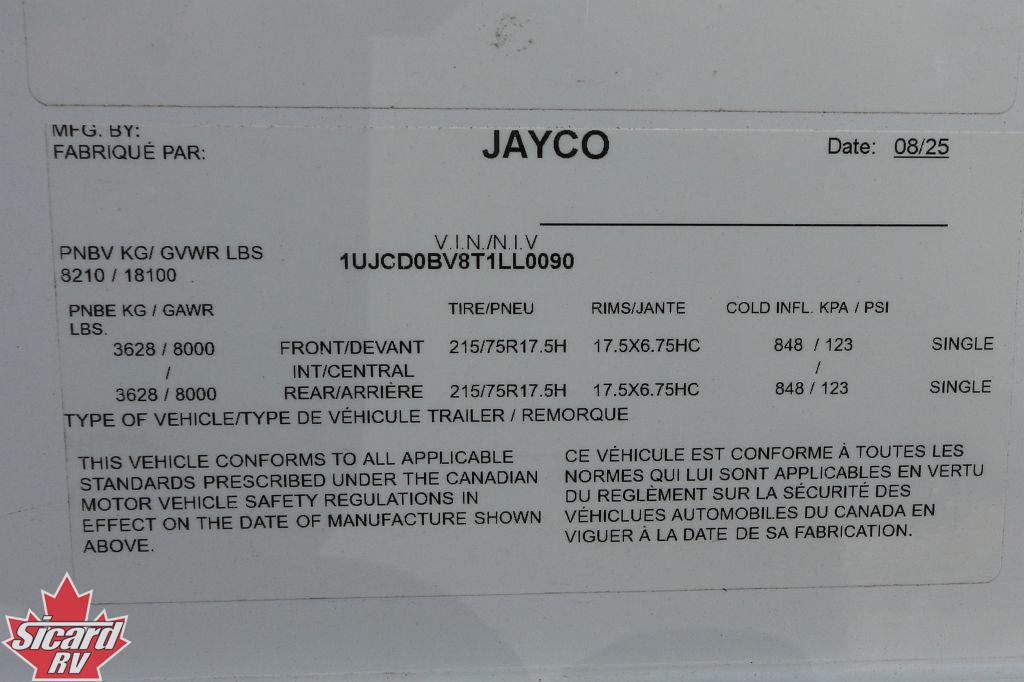 MFG. BY:
FABRIQUÉ PAR: JAYCO Date: 08/25
V.I.N./N.I.V
PNBV KG/ GVWR LBS 1UJCD0BV8T1LL0090
8210 / 18100
PNBE KG / GAWR TIRE/PNEU RIMS/JANTE COLD INFL. KPA / PSI
LBS.
3628 / 8000 FRONT/DEVANT 215/75R17.5H 17.5X6.75HC 848 / 123 SINGLE
/ INT/CENTRAL /
3628 / 8000 REAR/ARRIÈRE 215/75R17.5H 17.5X6.75HC 848 / 123 SINGLE
TYPE OF VEHICLE/TYPE DE VÉHICULE TRAILER / REMORQUE
THIS VEHICLE CONFORMS TO ALL APPLICABLE
STANDARDS PRESCRIBED UNDER THE CANADIAN
MOTOR VEHICLE SAFETY REGULATIONS IN
EFFECT ON THE DATE OF MANUFACTURE SHOWN
ABOVE.
CE VÉHICULE EST CONFORME À TOUTES LES
NORMES QUI LUI SONT APPLICABLES EN VERTU
DU REGLÈMENT SUR LA SÉCURITÉ DES
VÉHICLUES AUTOMOBILES DU CANADA EN
VIGUER À LA DATE DE SA FABRICATION.
Sicard
RV